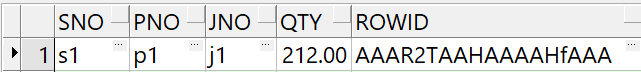 SNO PNO JNO QTY ROWID
1 s1 ... p1 ... j1 ... 212.00 AAAR2TAAHAAAAHfAAA